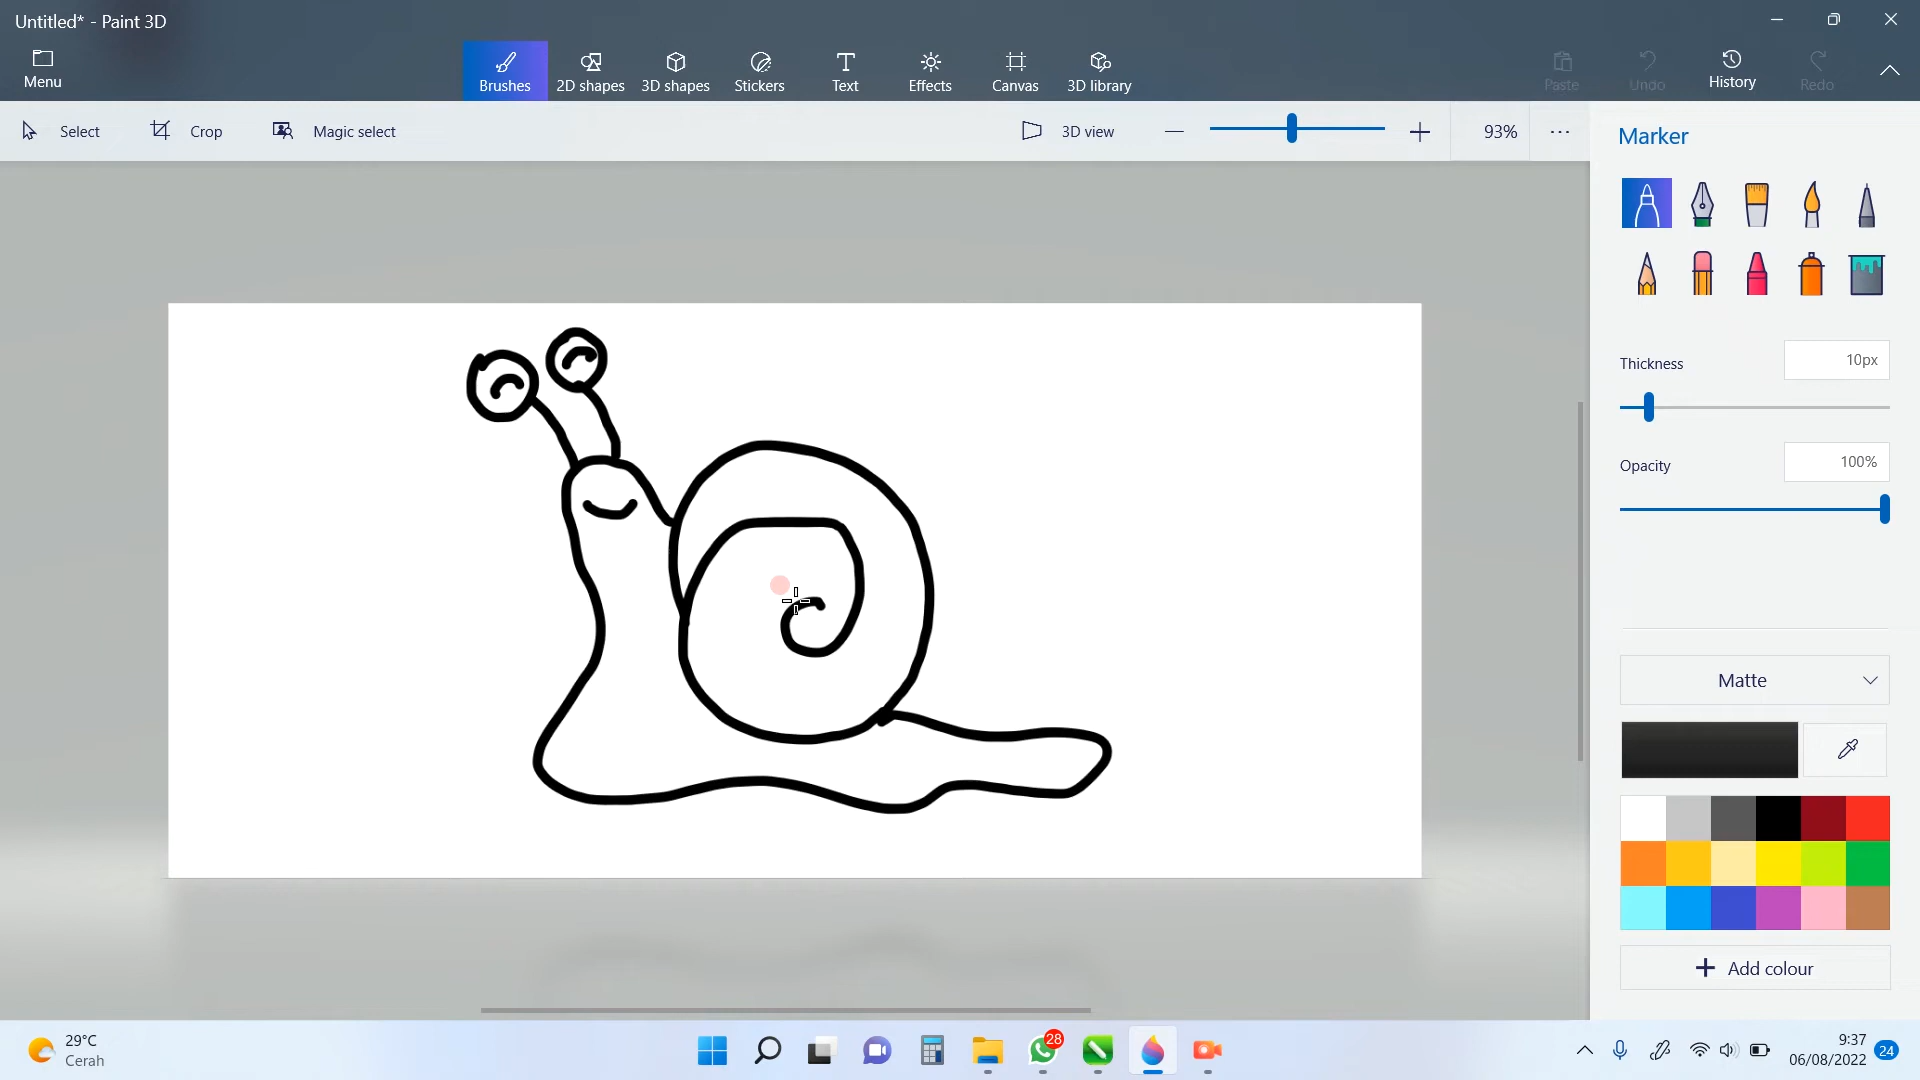 Untitled* - Paint 3D
Menu
Brushes
2D shapes
3D shapes
Stickers
Text
Effects
Canvas
3D library
Paste
Undo
History
Redo
Select
Crop
Magic select
3D view
93%
Marker
Thickness
10px
Opacity
100%
Matte
Add colour
29°C
Cerah
28
9:37
06/08/2022
24